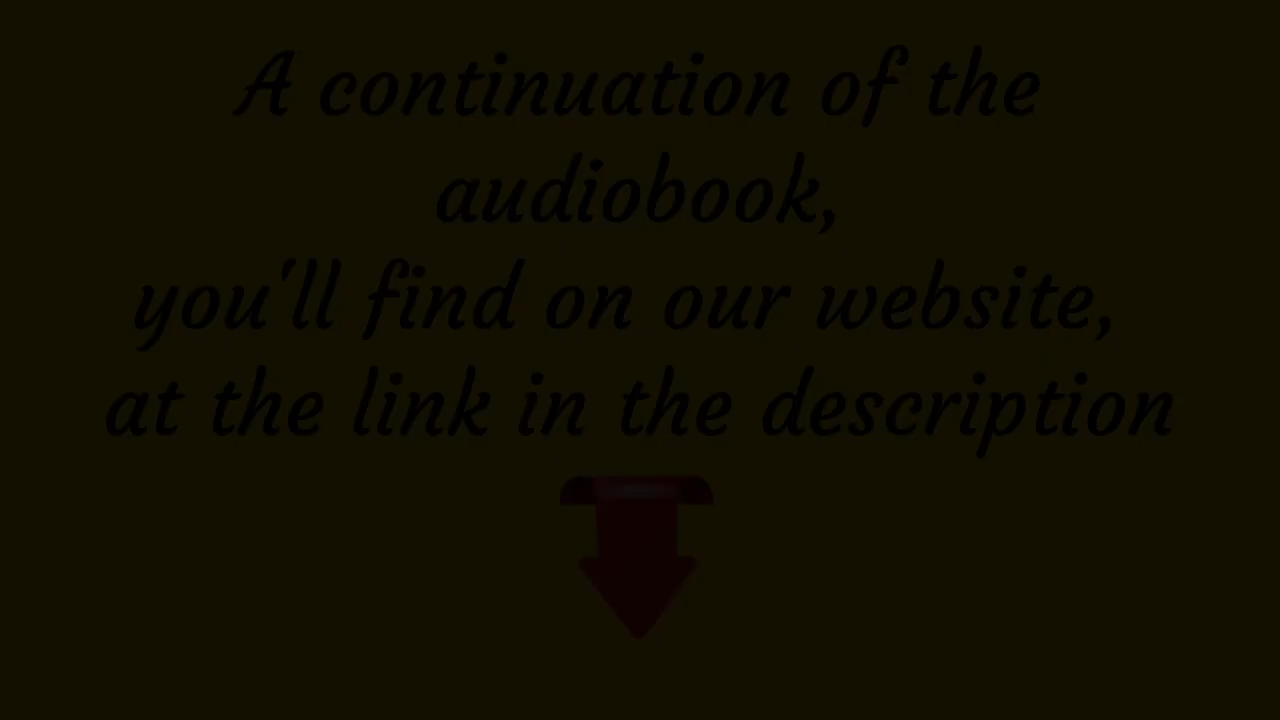 A continuation of the
audiobook,
you'll find on our website,
at the link in the description